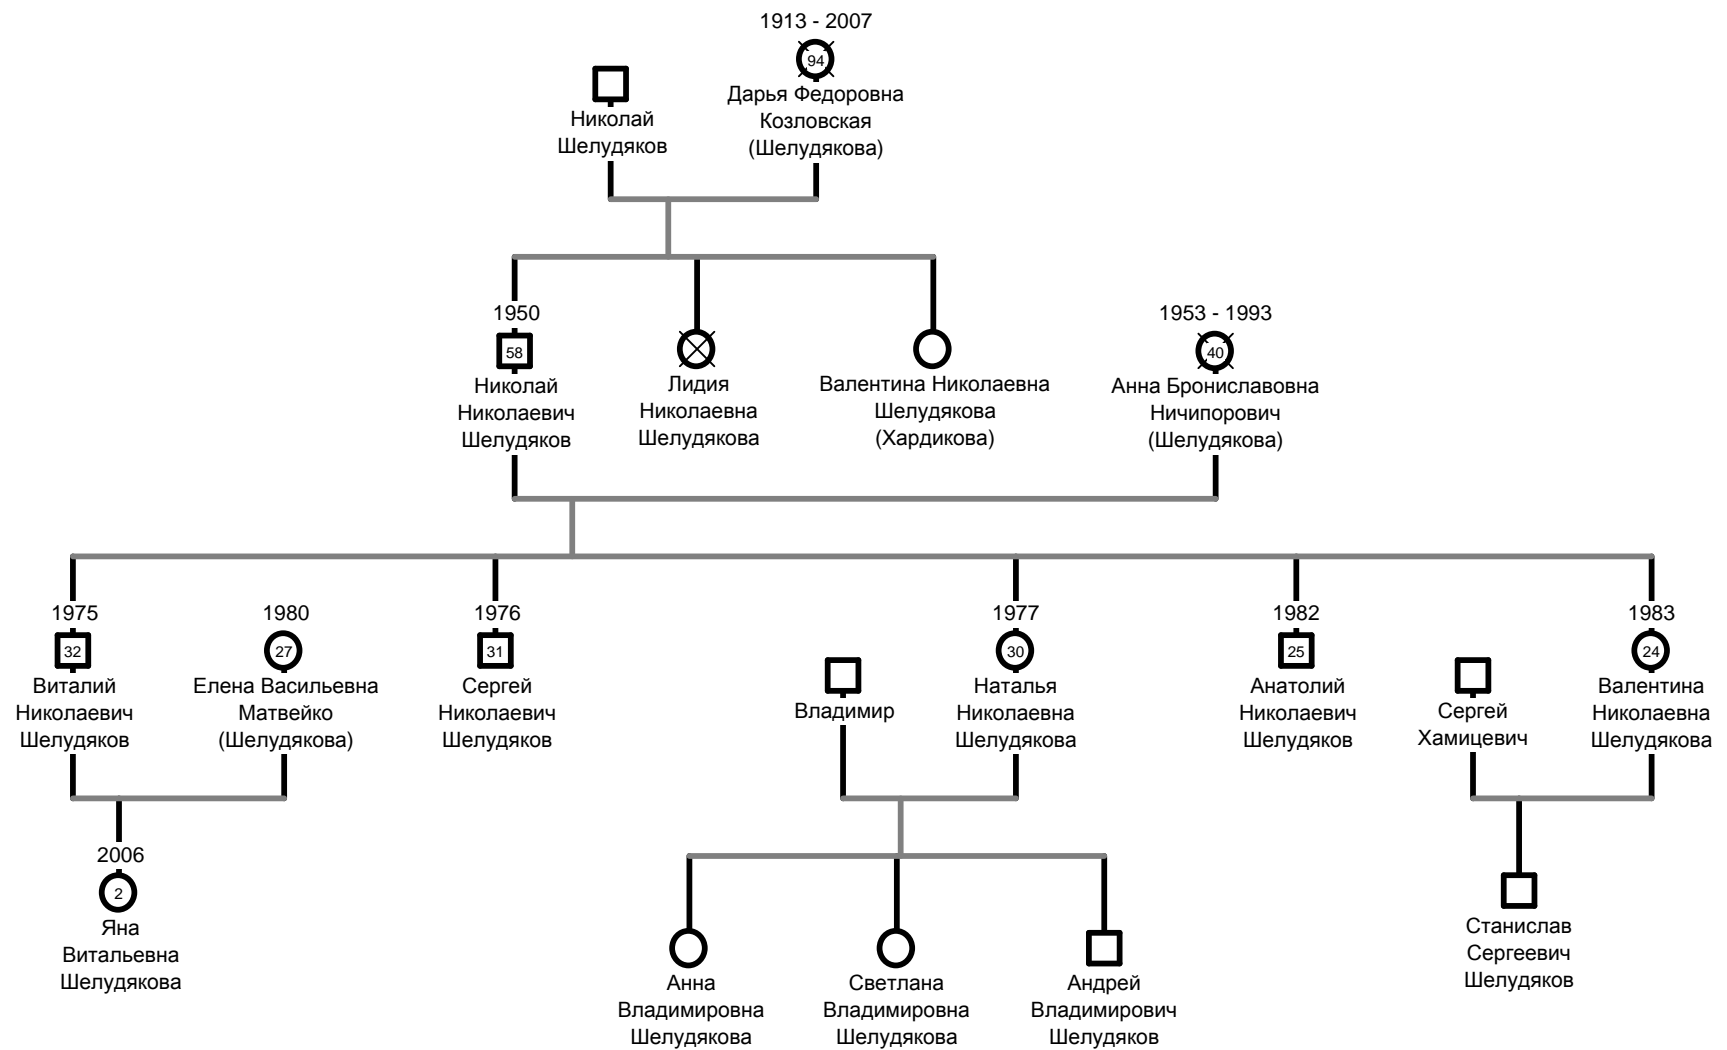 1913 - 2007
94
Николай
Шелудяков
Дарья Федоровна
Козловская
(Шелудякова)
1950
58
Николай
Николаевич
Шелудяков
Лидия
Николаевна
Шелудякова
Валентина Николаевна
Шелудякова
(Хардикова)
1953 - 1993
40
Анна Брониславовна
Ничипорович
(Шелудякова)
1975
32
Виталий
Николаевич
Шелудяков
1980
27
Елена Васильевна
Матвейко
(Шелудякова)
1976
31
Сергей
Николаевич
Шелудяков
Владимир
1977
30
Наталья
Николаевна
Шелудякова
1982
25
Анатолий
Николаевич
Шелудяков
Сергей
Хамицевич
1983
24
Валентина
Николаевна
Шелудякова
2006
2
Яна
Витальевна
Шелудякова
Анна
Владимировна
Шелудякова
Светлана
Владимировна
Шелудякова
Андрей
Владимирович
Шелудяков
Станислав
Сергеевич
Шелудяков